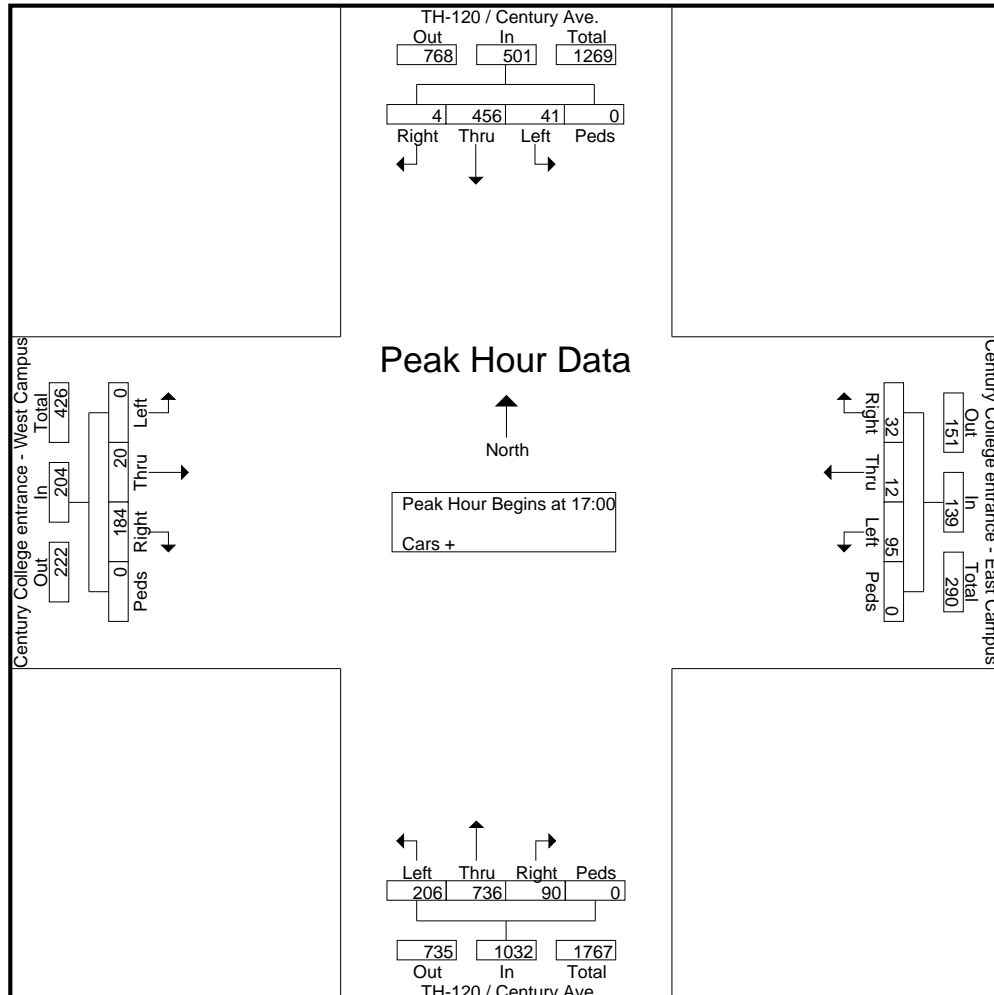 TH-120 / Century Ave.
Out In Total
768 501 1269
4 456 41 0
Right Thru Left Peds
Peak Hour Data
North
Peak Hour Begins at 17:00
Cars +
Century College entrance - West Campus
Out In Total
222 204 426
0 184 20 0
Peds Right Thru Left
Century College entrance - East Campus
Out In Total
151 139 290
32 12 95 0
Right Thru Left Peds
Left Thru Right Peds
206 736 90 0
735 1032 1767
Out In Total
TH-120 / Century Ave.